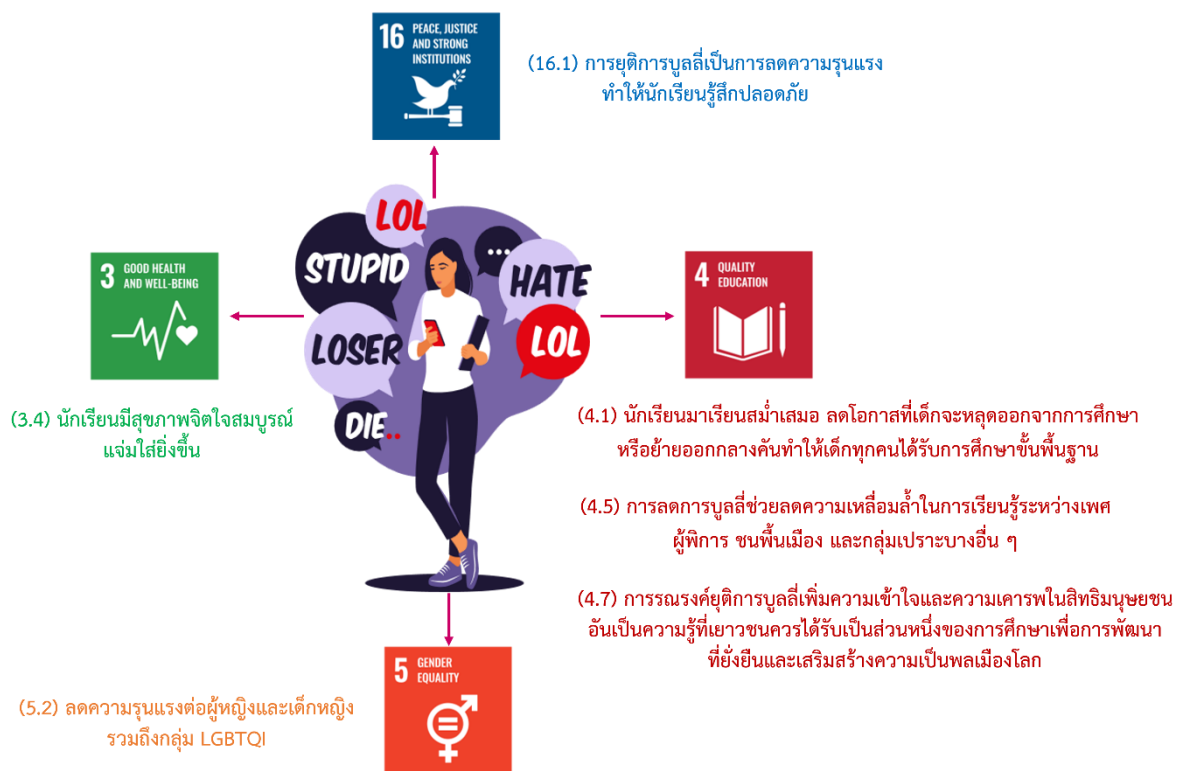 16 PEACE, JUSTICE
AND STRONG
INSTITUTIONS
(16.1) การยุติการบูลลี่เป็นการลดความรุนแรง
ทำให้นักเรียนรู้สึกปลอดภัย
LOL
STUPID
...
HATE
LOSER
LOL
DIE..
3 GOOD HEALTH
AND WELL-BEING
(3.4) นักเรียนมีสุขภาพจิตใจสมบูรณ์
แจ่มใส่ยิ่งขึ้น
4 QUALITY
EDUCATION
(4.1) นักเรียนมาเรียนสม่ำเสมอ ลดโอกาสที่เด็กจะหลุดออกจากการศึกษา
หรือย้ายออกกลางคันทำให้เด็กทุกคนได้รับการศึกษาขั้นพื้นฐาน
(4.5) การลดการบูลลี่ช่วยลดความเหลื่อมล้ำในการเรียนรู้ระหว่างเพศ
ผู้พิการ ชนพื้นเมือง และกลุ่มเปราะบางอื่น ๆ
(4.7) การรณรงค์ยุติการบูลลี่เพิ่มความเข้าใจและความเคารพในสิทธิมนุษยชน
อันเป็นความรู้ที่เยาวชนควรได้รับเป็นส่วนหนึ่งของการศึกษาเพื่อการพัฒนา
ที่ยั่งยืนและเสริมสร้างความเป็นพลเมืองโลก
5 GENDER
EQUALITY
(5.2) ลดความรุนแรงต่อผู้หญิงและเด็กหญิง
รวมถึงกลุ่ม LGBTQI